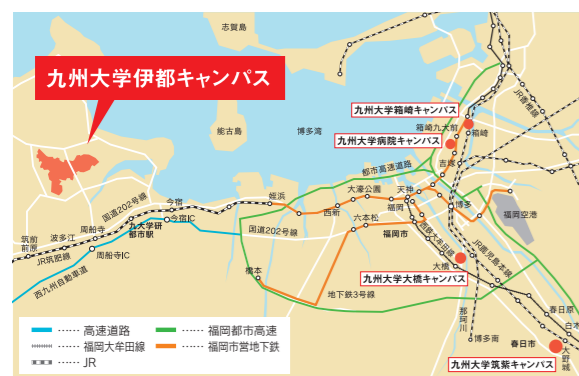 志賀島
九州大学伊都キャンパス
能古島
博多湾
九州大学箱崎キャンパス
箱崎九大前
箱崎
JR香椎線
九州大学病院キャンパス
吉塚
都市高速道路
今宿
国道202号線
今宿IC
九大学研
都市駅
周船寺
波多江
筑前
前原
周船寺IC
JR筑肥線
西九州自動車道
姪浜
西新
大濠公園
天神
福岡
博多
六本松
国道202号線
福岡市
福岡空港
西鉄大牟田線
JR鹿児島本線
橋本
大橋
九州大学大橋キャンパス
地下鉄3号線
那珂川
春日原
白木
博多南
春日市
大野城
九州大学筑紫キャンパス
高速道路
福岡都市高速
福岡大牟田線
福岡市営地下鉄
JR